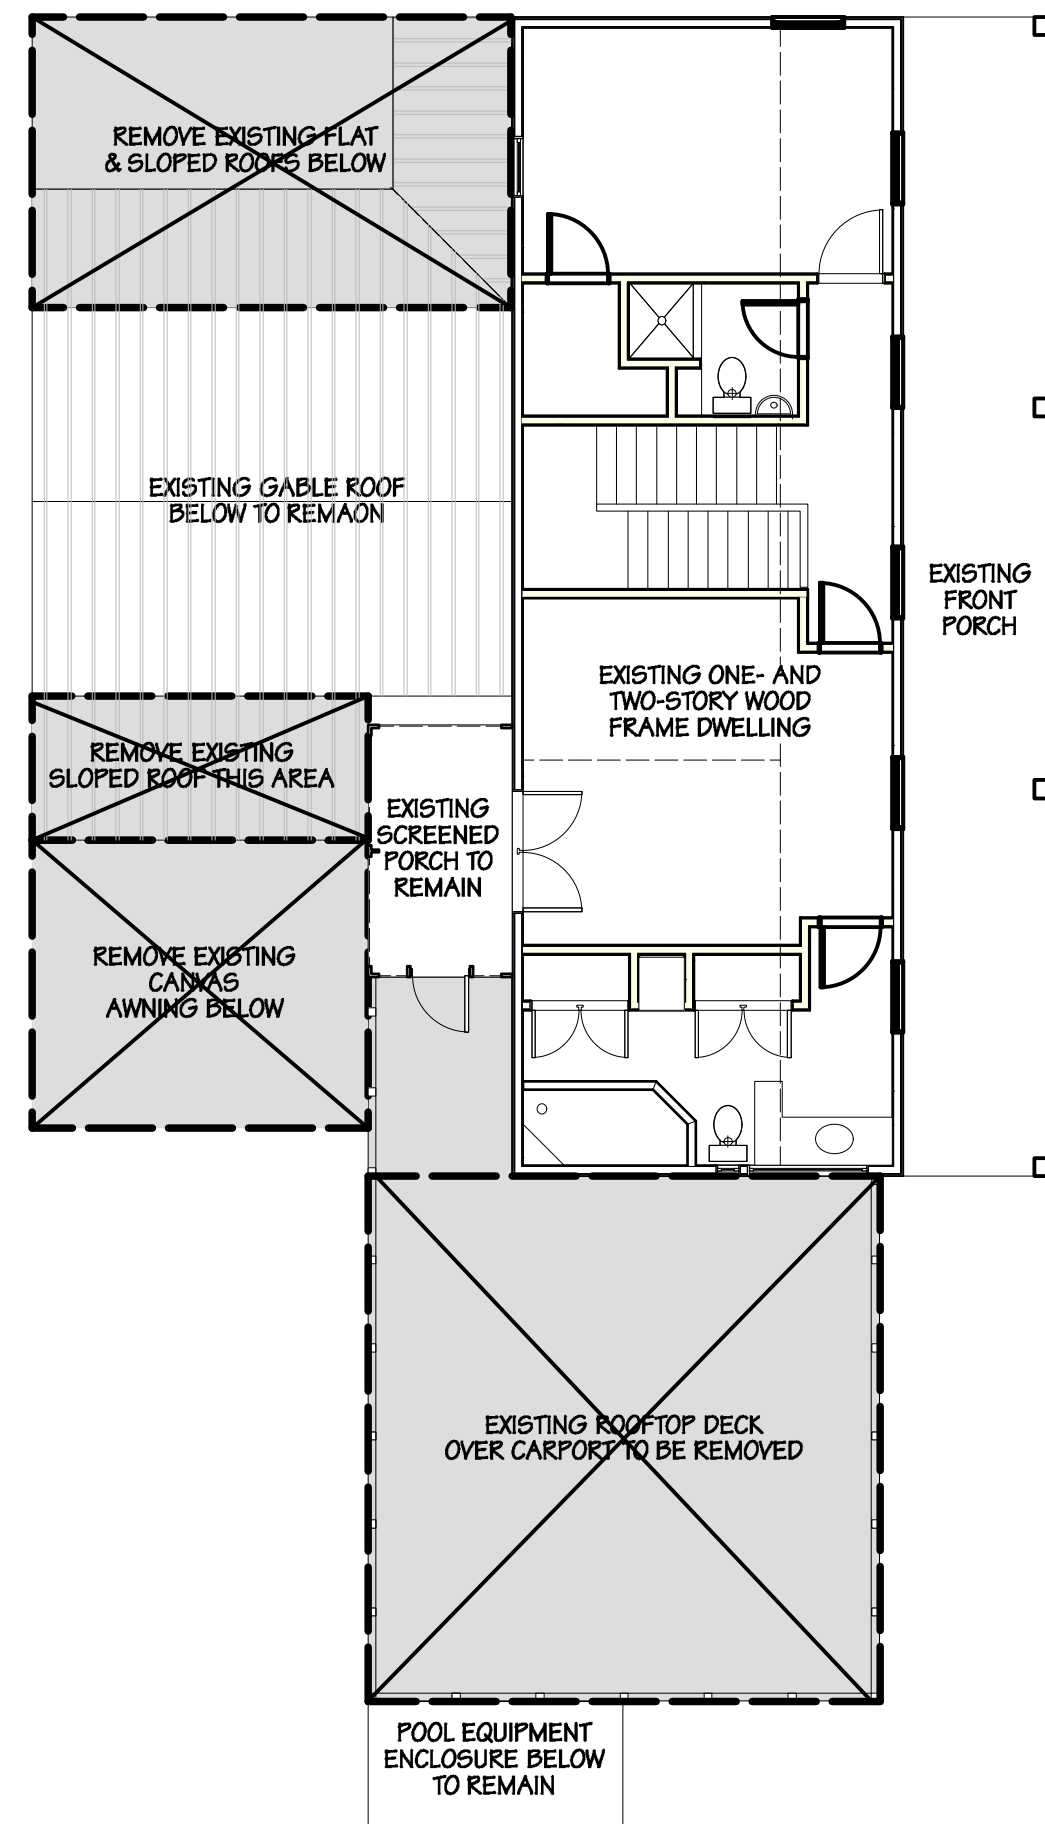 REMOVE EXISTING FLAT
& SLOPED ROOFS BELOW
EXISTING GABLE ROOF
BELOW TO REMAON
EXISTING
FRONT
PORCH
EXISTING ONE- AND
TWO-STORY WOOD
FRAME DWELLING
REMOVE EXISTING
SLOPED ROOF THIS AREA
EXISTING
SCREENED
PORCH TO
REMAIN
REMOVE EXISTING
CANVAS
AWNING BELOW
EXISTING ROOFTOP DECK
OVER CARPORT TO BE REMOVED
POOL EQUIPMENT
ENCLOSURE BELOW
TO REMAIN